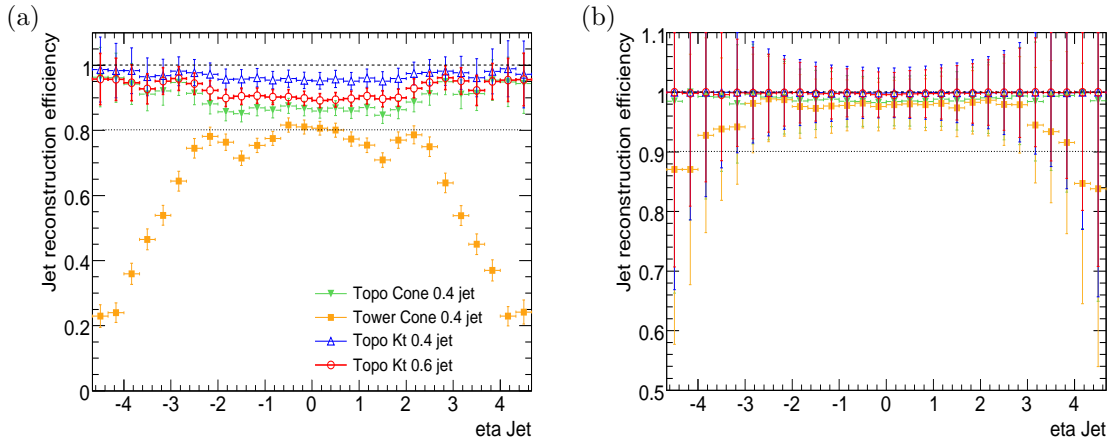 (a)
Jet reconstruction efficiency
1
0.8
0.6
0.4
0.2
0
Topo Cone 0.4 jet
Tower Cone 0.4 jet
Topo Kt 0.4 jet
Topo Kt 0.6 jet
-4 -3 -2 -1 0 1 2 3 4
eta Jet
(b)
Jet reconstruction efficiency
1.1
1
0.9
0.8
0.7
0.6
0.5
-4 -3 -2 -1 0 1 2 3 4
eta Jet